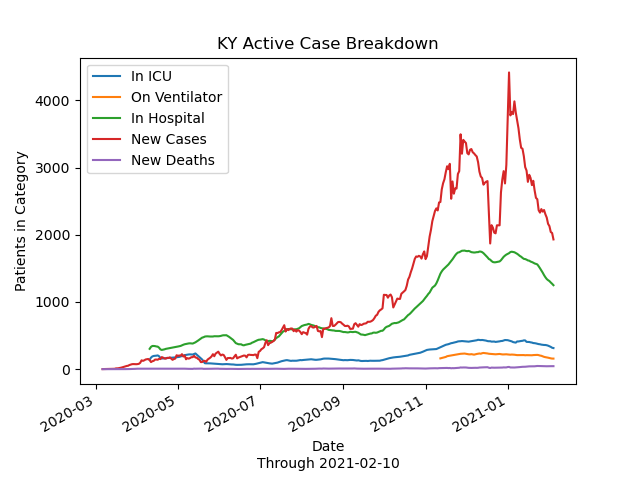 KY Active Case Breakdown
In ICU
On Ventilator
In Hospital
New Cases
New Deaths
Patients in Category
4000
3000
2000
1000
0
2020-03
2020-05
2020-07
2020-09
2020-11
2021-01
Date
Through 2021-02-10